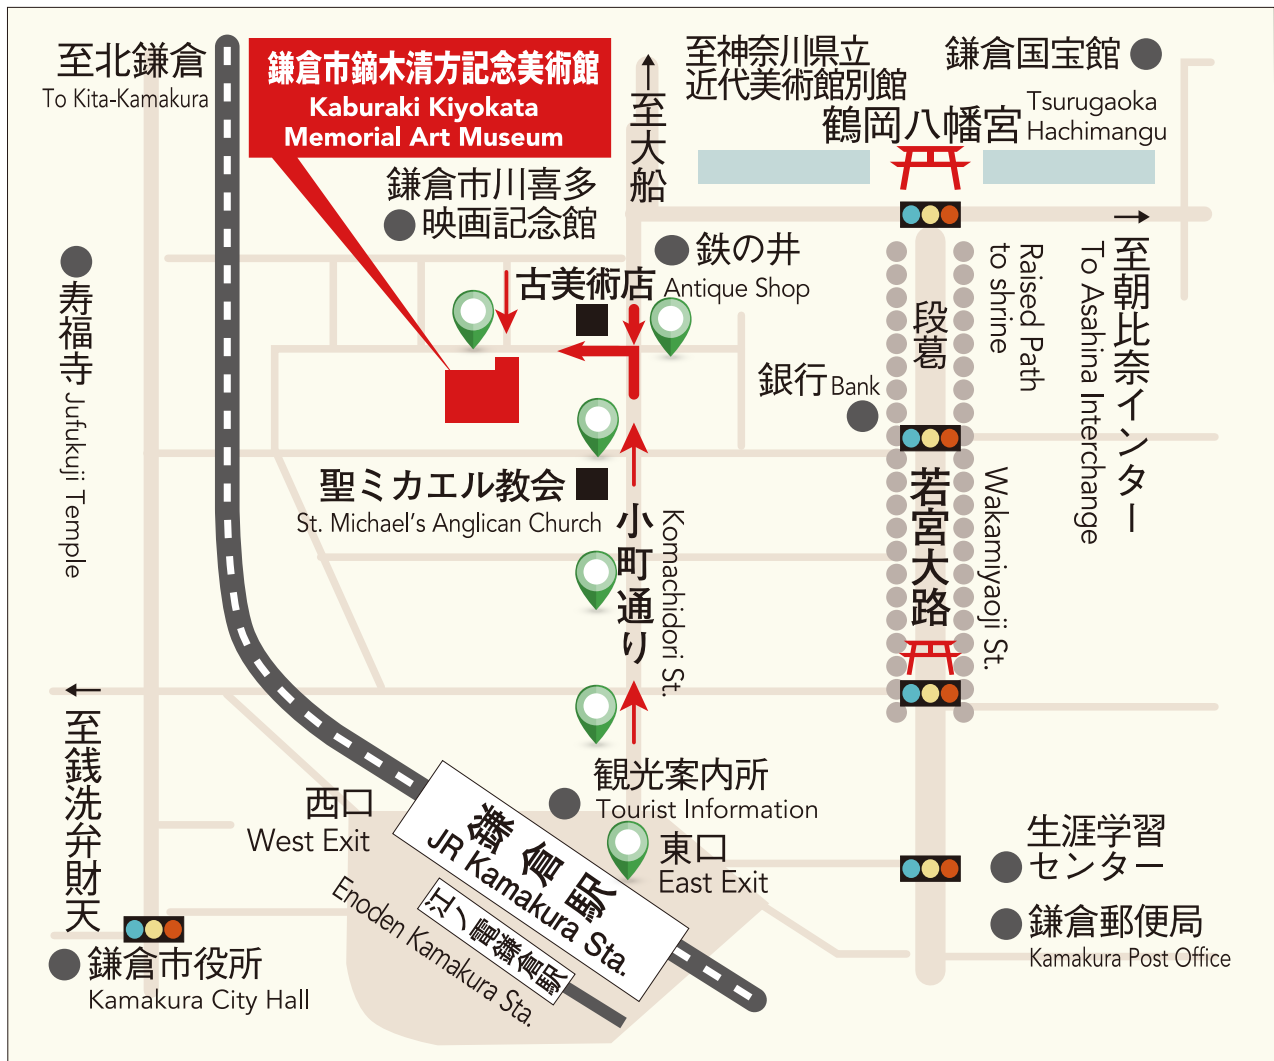 至北鎌倉
To Kita-Kamakura
鎌倉市鏑木清方記念美術館
Kaburaki Kiyokata
Memorial Art Museum
至大船
至神奈川県立
近代美術館別館
鎌倉国宝館
鶴岡八幡宮
Tsurugaoka
Hachimangu
鎌倉市川喜多
映画記念館
鉄の井
古美術店
Antique Shop
寿福寺 Jufukuji Temple
段葛
Raised Path
to shrine
至朝比奈インター
To Asahina Interchange
銀行 Bank
聖ミカエル教会
St. Michael's Anglican Church
小町通り
Komachidori St.
若宮大路
Wakamiyaoji St.
至銭洗弁財天
観光案内所
Tourist Information
西口
West Exit
鎌倉駅
JR Kamakura Sta.
東口
East Exit
江ノ電鎌倉駅
Enoden Kamakura Sta.
生涯学習
センター
鎌倉郵便局
Kamakura Post Office
鎌倉市役所
Kamakura City Hall